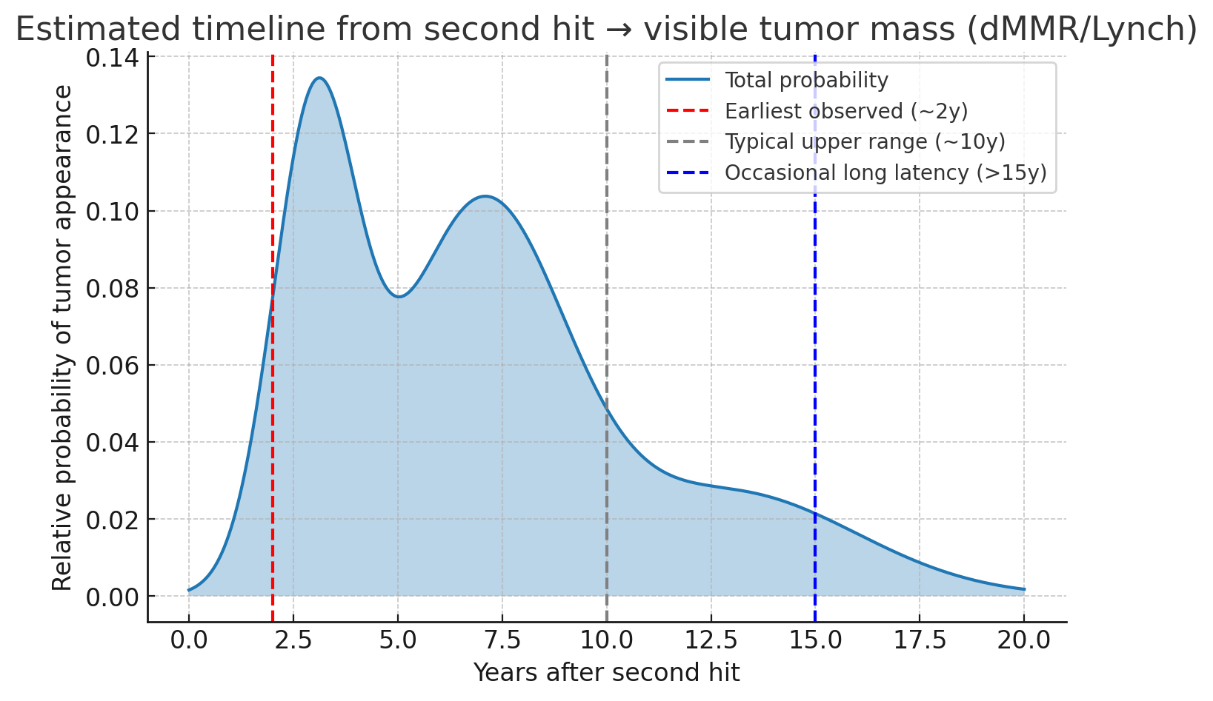 Estimated timeline from second hit → visible tumor mass (dMMR/Lynch)
Relative probability of tumor appearance
0.14
0.12
0.10
0.08
0.06
0.04
0.02
0.00
Total probability
Earliest observed (~2y)
Typical upper range (~10y)
Occasional long latency (>15y)
0.0 2.5 5.0 7.5 10.0 12.5 15.0 17.5 20.0
Years after second hit